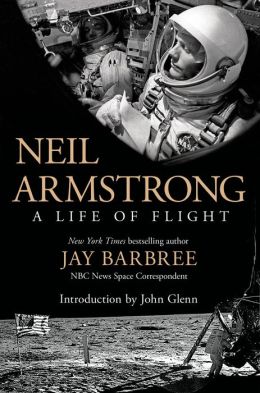 NEIL
ARMSTRONG
A LIFE OF FLIGHT
New York Times bestselling author
JAY BARBREE
NBC News Space Correspondent
Introduction by John Glenn